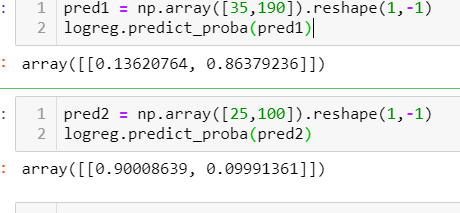 : 1 pred1 = np.array([35,190]).reshape(1,-1)
2 logreg.predict_proba(pred1)
: array([[0.13620764, 0.86379236]])
: 1 pred2 = np.array([25,100]).reshape(1,-1)
2 logreg.predict_proba(pred2)
: array([[0.90008639, 0.09991361]])